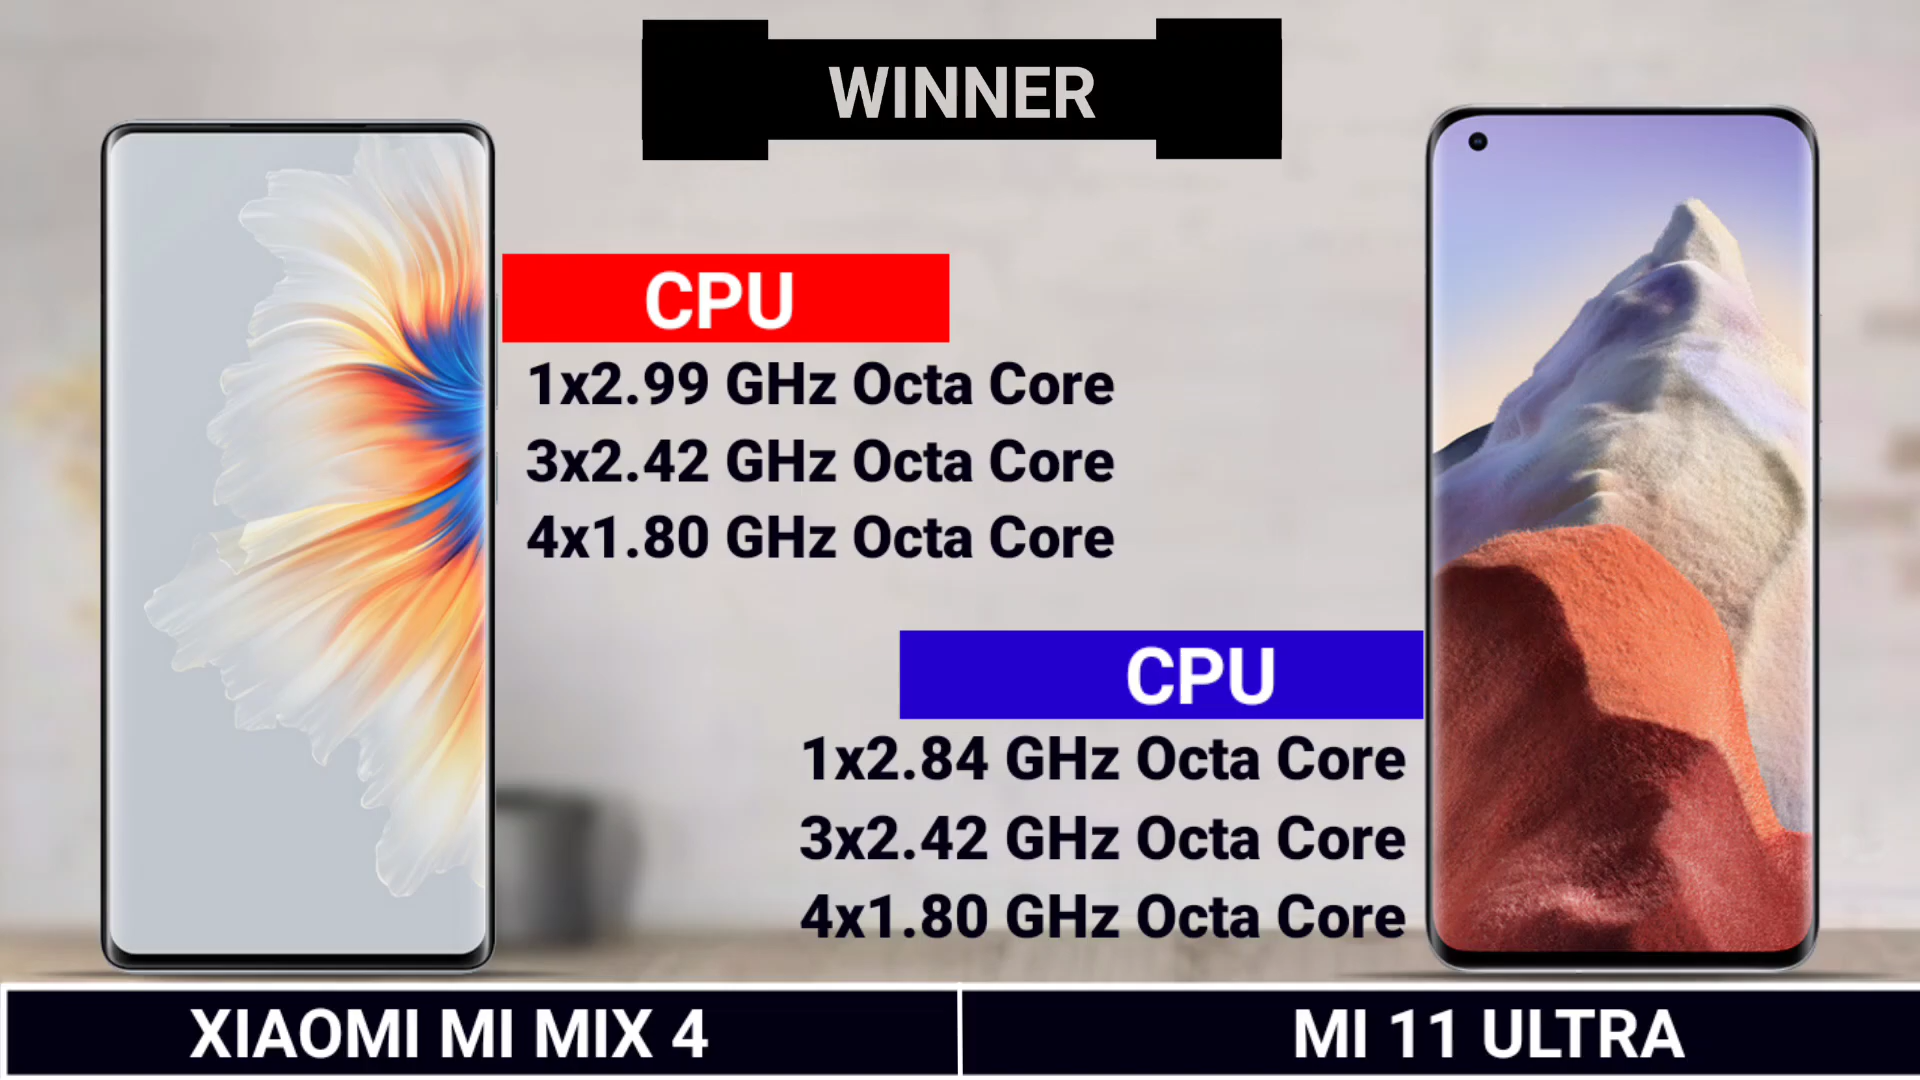 WINNER
CPU
1x2.99 GHz Octa Core
3x2.42 GHz Octa Core
4x1.80 GHz Octa Core
CPU
1x2.84 GHz Octa Core
3x2.42 GHz Octa Core
4x1.80 GHz Octa Core
XIAOMI MI MIX 4
MI 11 ULTRA